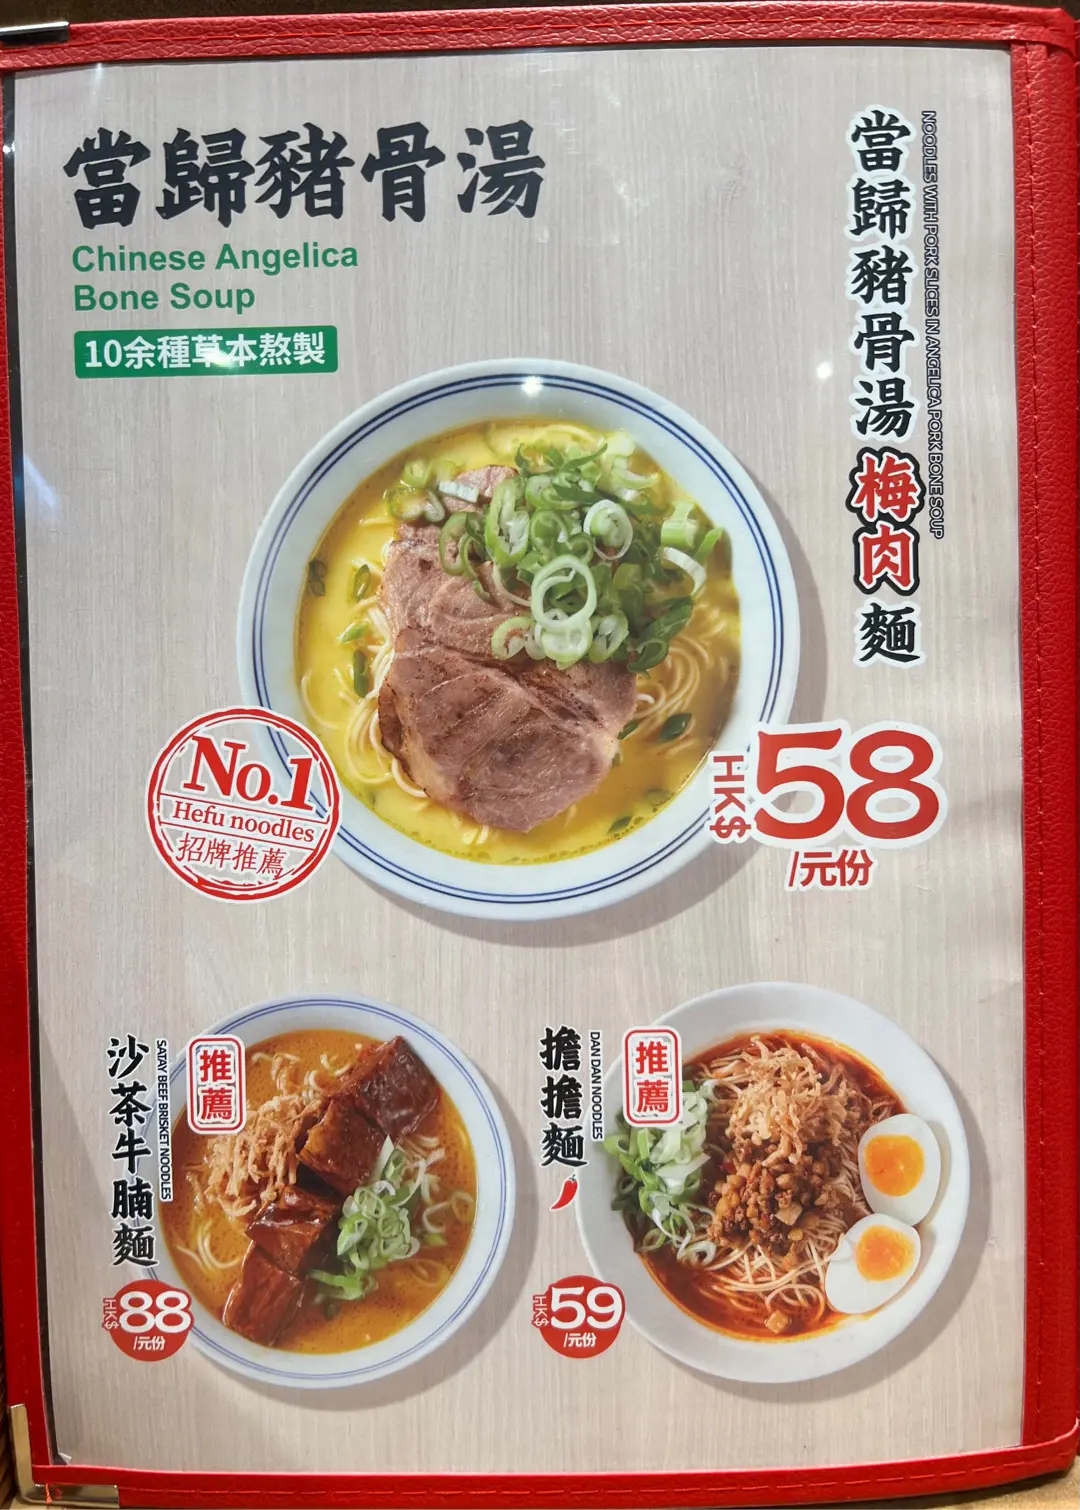 當歸豬骨湯
Chinese Angelica
Bone Soup
10余種草本熬製
當歸豬骨湯梅肉麵
NOODLES WITH PORK SLICES IN ANGELICA PORK BONE SOUP
No.1
Hefu noodles
招牌推薦
HK$58
/元份
沙茶牛腩麵
SATAY BEEF BRISKET NOODLES
推薦
HK$88
/元份
擔擔麵
DAN DAN NOODLES
推薦
HK$59
/元份